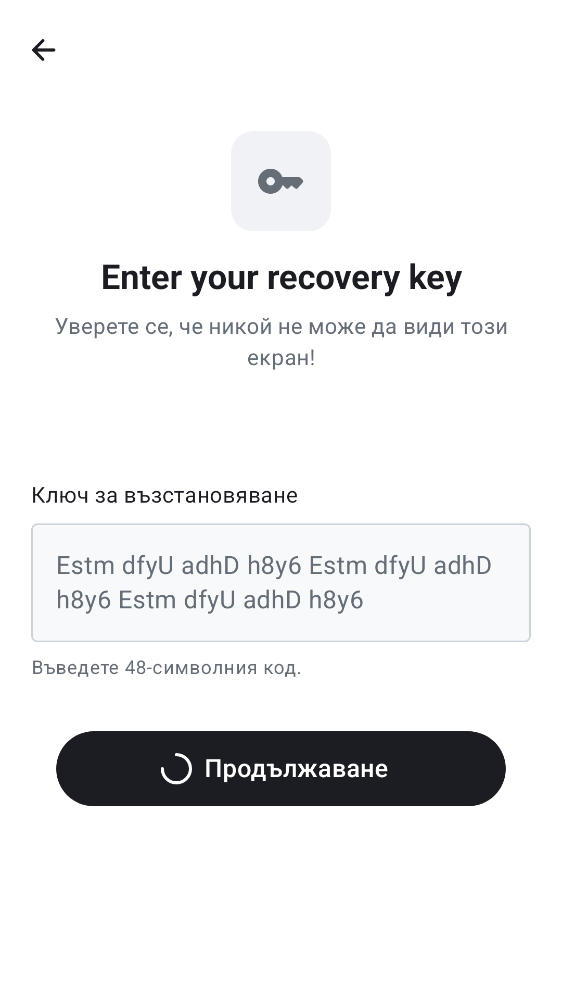 Enter your recovery key
Уверете се, че никой не може да види този
екран!
Ключ за възстановяване
Estm dfyU adhD h8y6 Estm dfyU adhD
h8y6 Estm dfyU adhD h8y6
Въведете 48-символния код.
Продължаване